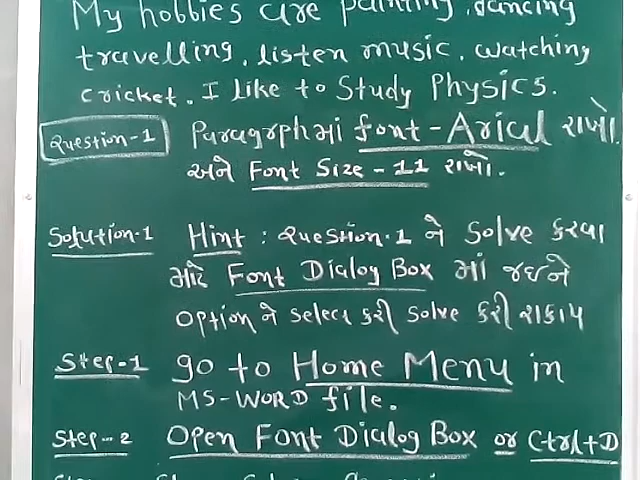 My hobbies are painting, dancing
travelling, listen music, watching
cricket. I like to Study Physics.
Question-1 Paragrphમાં font-Arial રાખો.
અને Font Size-11 રાખો.
Solution-1 Hint: Question.1 ને solve કરવા
માટે Font Dialog Box માં જઇને
option ને select કરી solve કરી શકાય
Step-1 go to Home Menu in
MS-WORD file.
Step-2 Open Font Dialog Box or Ctrl+D